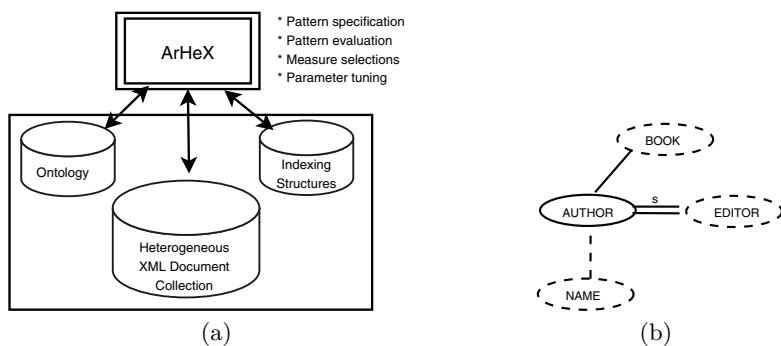 ArHeX
* Pattern specification
* Pattern evaluation
* Measure selections
* Parameter tuning
Ontology
Indexing
Structures
Heterogeneous
XML Document
Collection
(a)
BOOK
s
AUTHOR
EDITOR
NAME
(b)